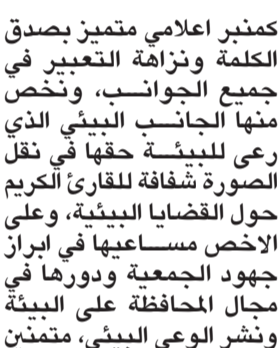 كمنبر اعلامي متميز بصدق
الكلمة ونزاهة التعبير في
جميع الجوانب، ونخص
منها الجانب البيئي الذي
رعى للبيئة حقها في نقل
الصورة شفافة للقارئ الكريم
حول القضايا البيئية، وعلى
الاخص مساعيها في ابراز
جهود الجمعية ودورها في
مجال المحافظة على البيئة
ونشر الوعي البيئي، متمنين